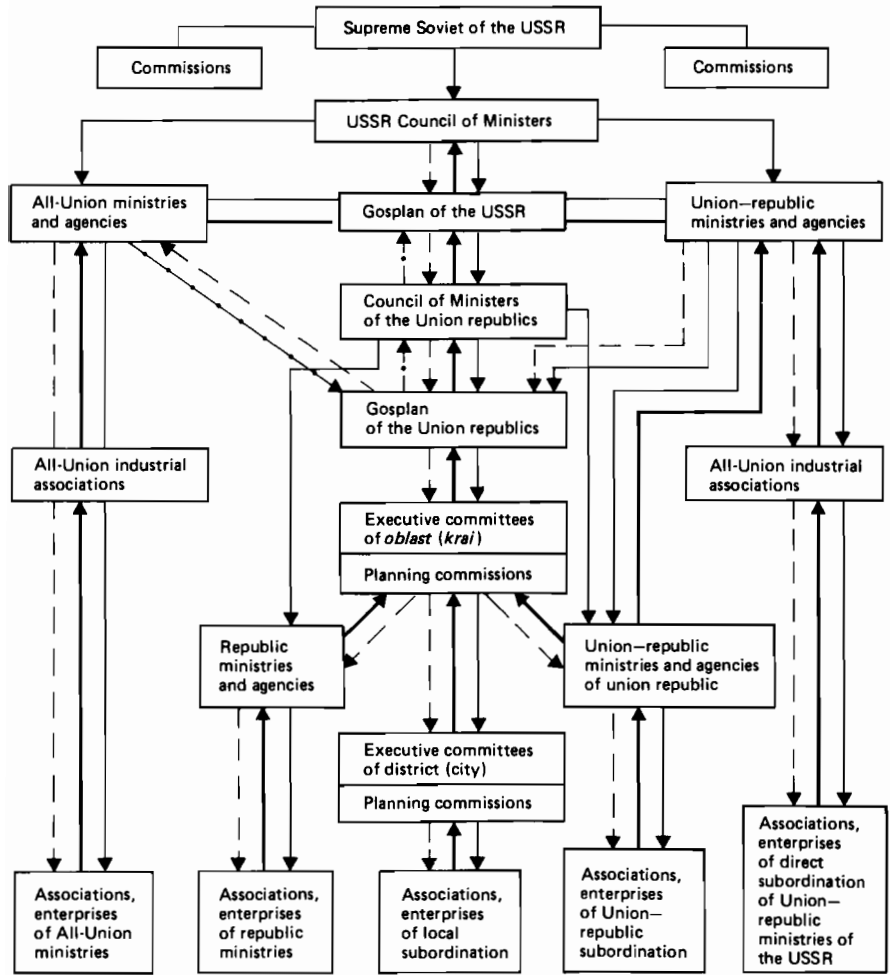 Supreme Soviet of the USSR
Commissions
Commissions
USSR Council of Ministers
All-Union ministries
and agencies
Gosplan of the USSR
Union—republic
ministries and agencies
Council of Ministers
of the Union republics
Gosplan
of the Union republics
All-Union industrial
associations
All-Union industrial
associations
Executive committees
of oblast (krai)
Planning commissions
Republic
ministries
and agencies
Union—republic
ministries and agencies
of union republic
Executive committees
of district (city)
Planning commissions
Associations,
enterprises
of All-Union
ministries
Associations,
enterprises
of republic
ministries
Associations,
enterprises
of local
subordination
Associations,
enterprises
of Union—
republic
subordination
Associations,
enterprises
of direct
subordination
of Union—
republic
ministries of
the USSR